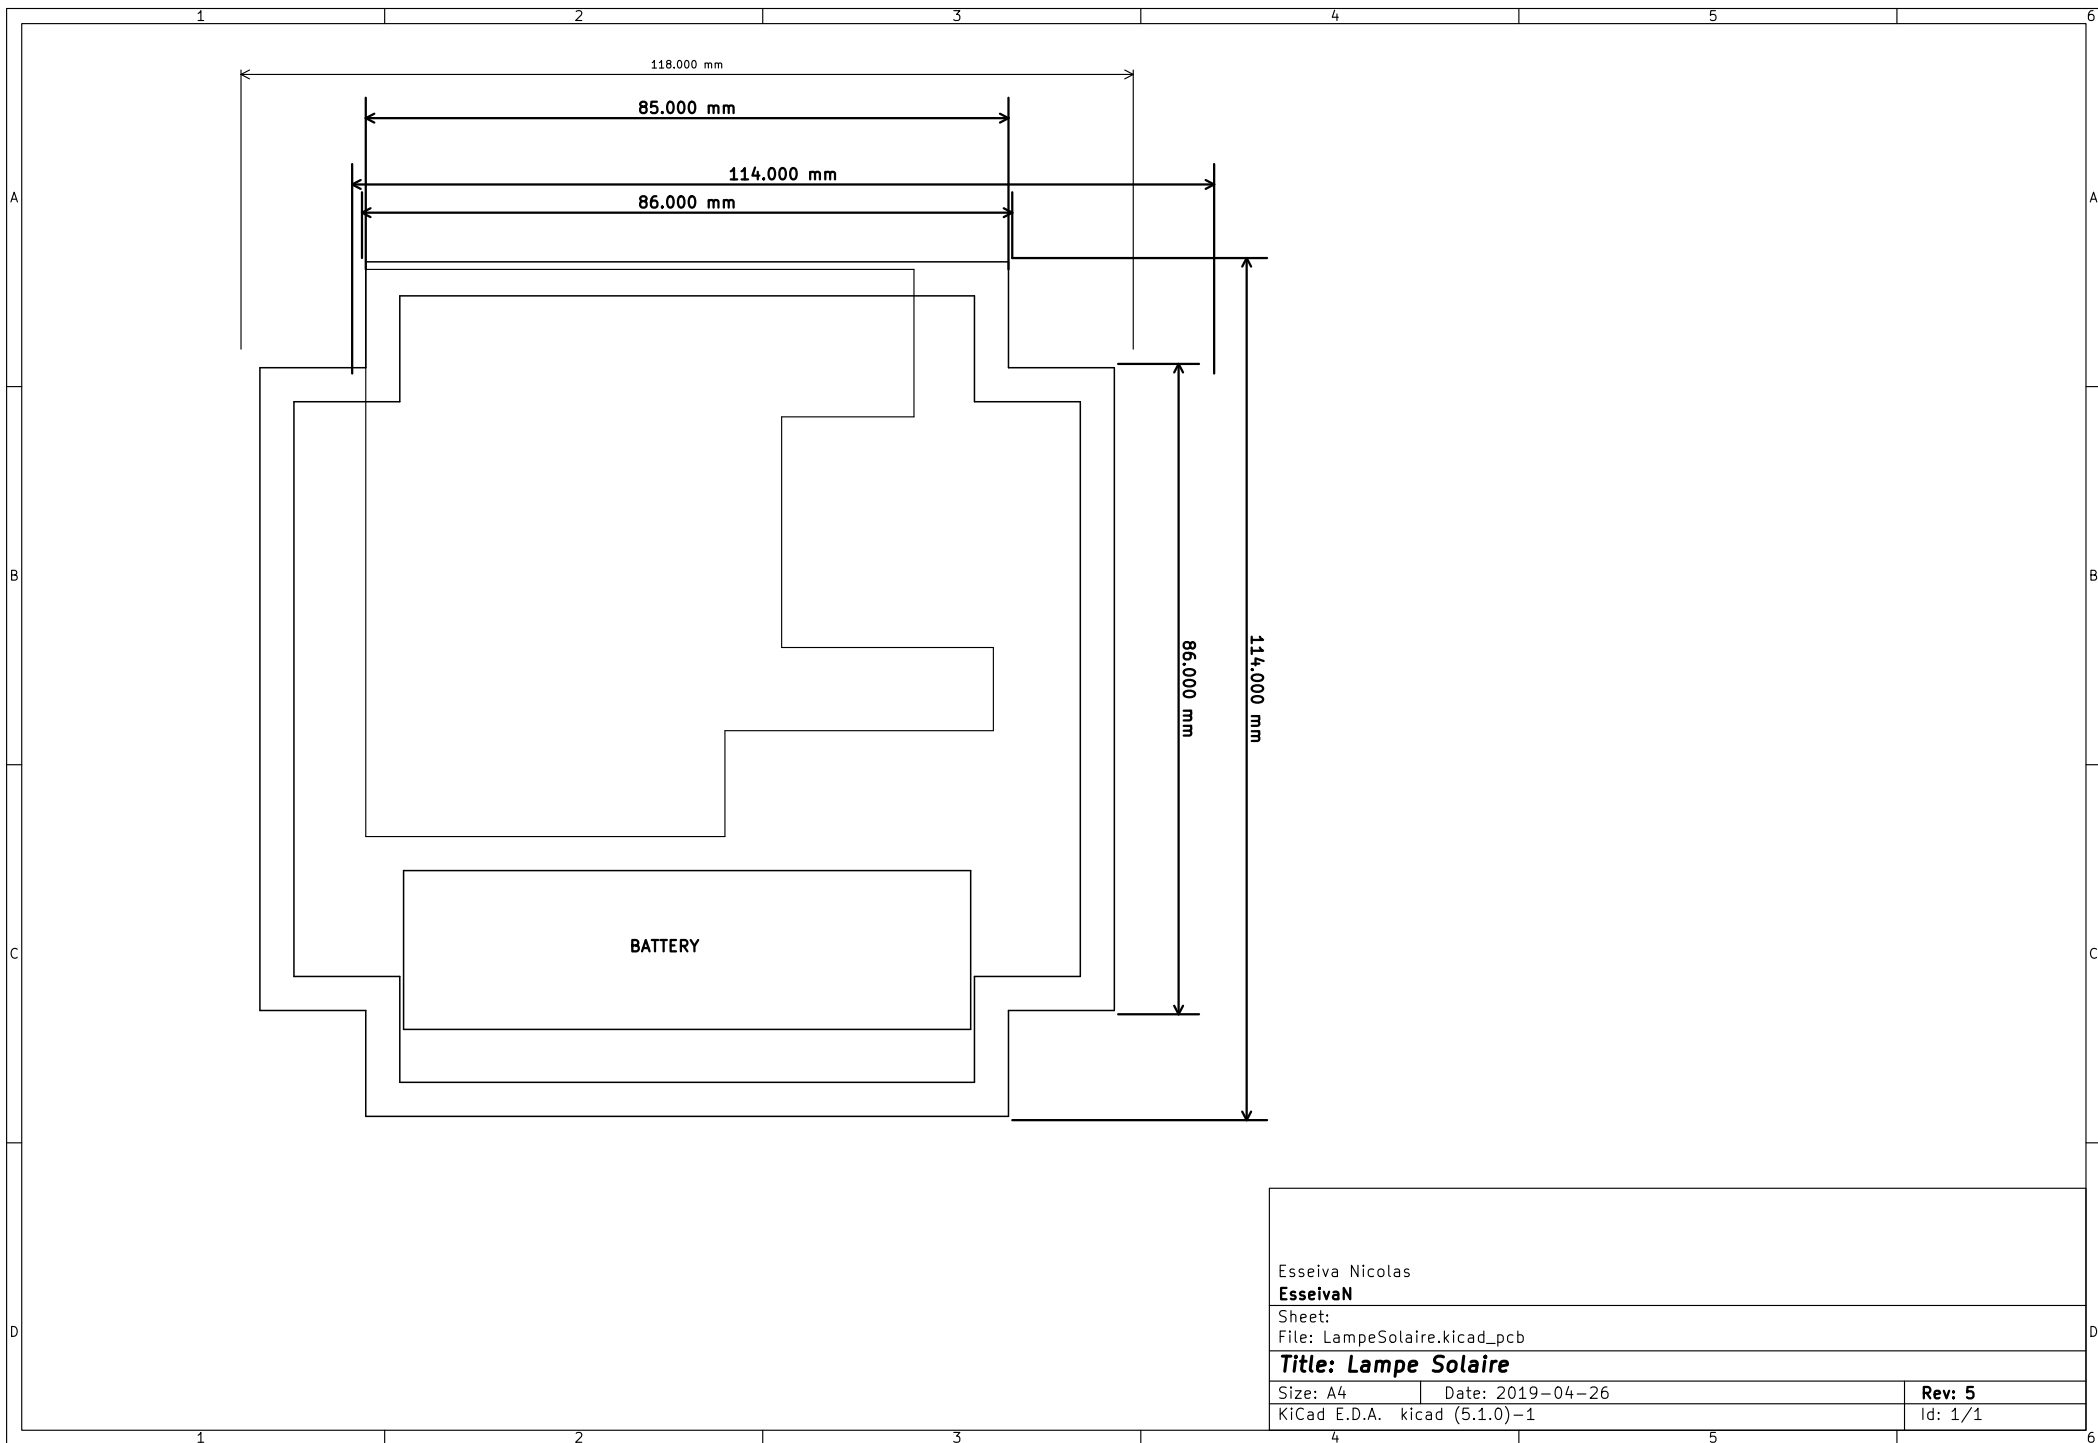 1 2 3 4 5 6
118.000 mm
85.000 mm
114.000 mm
A 86.000 mm A
B B
86.000 mm
114.000 mm
BATTERY
C C
Esseiva Nicolas
EsseivaN
Sheet:
D File: LampeSolaire.kicad_pcb D
Title: Lampe Solaire
Size: A4 Date: 2019-04-26 Rev: 5
KiCad E.D.A. kicad (5.1.0)-1 Id: 1/1
1 2 3 4 5 6